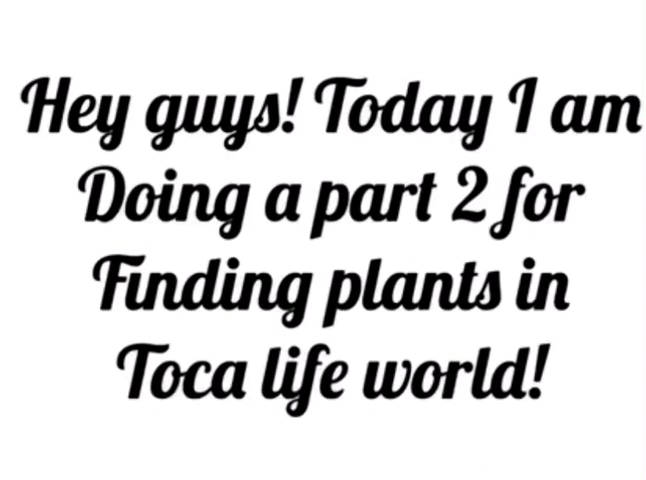 Hey guys! Today I am
Doing a part 2 for
Finding plants in
Toca life world!